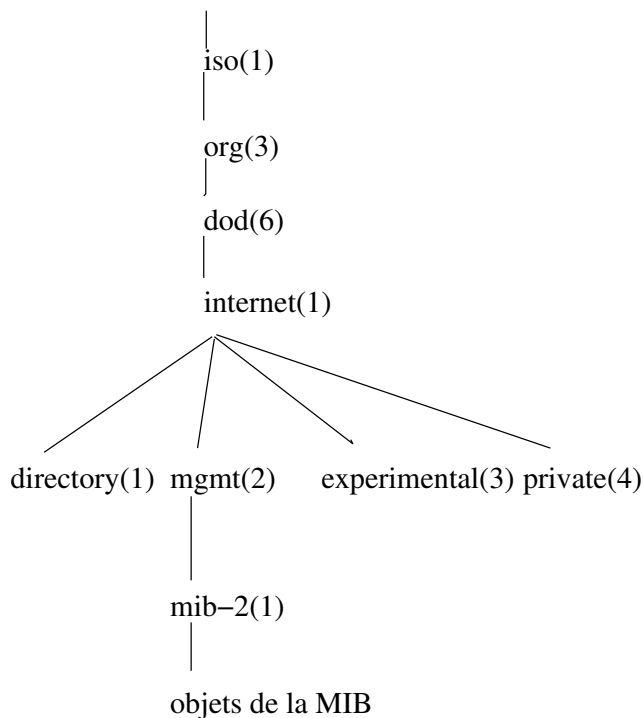 iso(1)
org(3)
dod(6)
internet(1)
directory(1) mgmt(2) experimental(3) private(4)
mib−2(1)
objets de la MIB